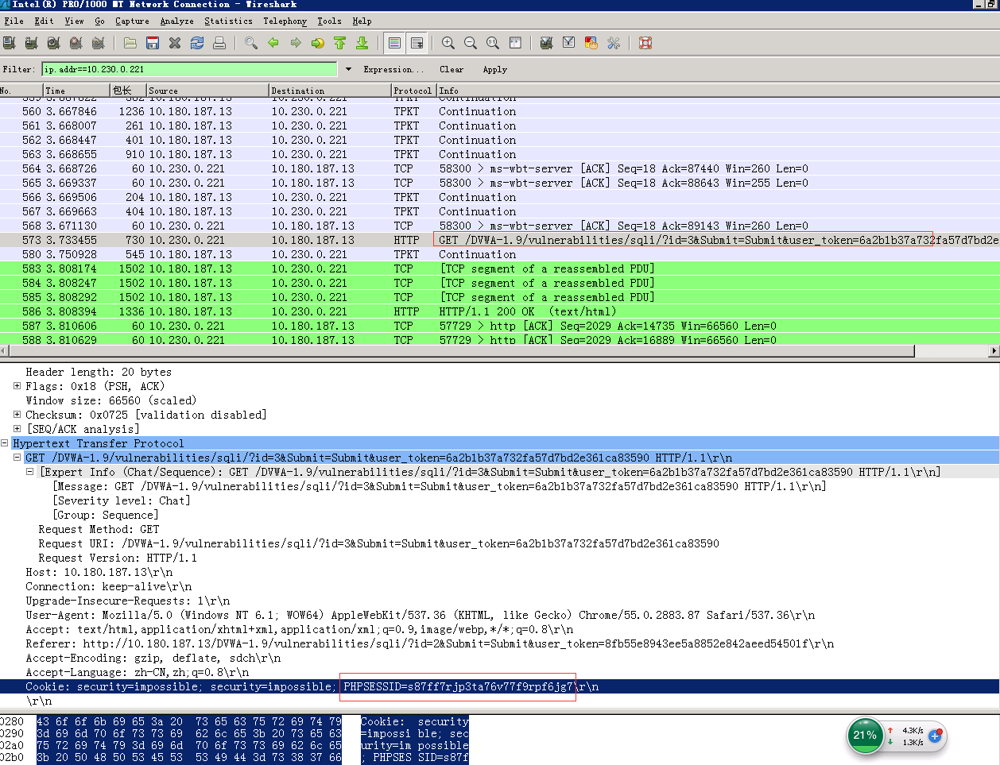 Intel(R) PRO/1000 MT Network Connection - Wireshark
File Edit View Go Capture Analyze Statistics Telephony Tools Help
Filter: ip.addr==10.230.0.221 Expression... Clear Apply
No. Time 包长 Source Destination Protocol Info
560 3.667846 1236 10.180.187.13 10.230.0.221 TPKT Continuation
561 3.668007 261 10.180.187.13 10.230.0.221 TPKT Continuation
562 3.668447 401 10.180.187.13 10.230.0.221 TPKT Continuation
563 3.668655 910 10.180.187.13 10.230.0.221 TPKT Continuation
564 3.668726 60 10.230.0.221 10.180.187.13 TCP 58300 > ms-wbt-server [ACK] Seq=18 Ack=87440 Win=260 Len=0
565 3.669337 60 10.230.0.221 10.180.187.13 TCP 58300 > ms-wbt-server [ACK] Seq=18 Ack=88643 Win=255 Len=0
566 3.669506 204 10.180.187.13 10.230.0.221 TPKT Continuation
567 3.669663 404 10.180.187.13 10.230.0.221 TPKT Continuation
568 3.671130 60 10.230.0.221 10.180.187.13 TCP 58300 > ms-wbt-server [ACK] Seq=18 Ack=89143 Win=260 Len=0
573 3.733455 730 10.230.0.221 10.180.187.13 HTTP GET /DVWA-1.9/vulnerabilities/sqli/?id=3&Submit=Submit&user_token=6a2b1b37a732fa57d7bd2e
580 3.750928 545 10.180.187.13 10.230.0.221 TPKT Continuation
583 3.808174 1502 10.180.187.13 10.230.0.221 TCP [TCP segment of a reassembled PDU]
584 3.808247 1502 10.180.187.13 10.230.0.221 TCP [TCP segment of a reassembled PDU]
585 3.808292 1502 10.180.187.13 10.230.0.221 TCP [TCP segment of a reassembled PDU]
586 3.808394 1336 10.180.187.13 10.230.0.221 HTTP HTTP/1.1 200 OK (text/html)
587 3.810606 60 10.230.0.221 10.180.187.13 TCP 57729 > http [ACK] Seq=2029 Ack=14735 Win=66560 Len=0
588 3.810629 60 10.230.0.221 10.180.187.13 TCP 57729 > http [ACK] Seq=2029 Ack=16889 Win=66560 Len=0
Header length: 20 bytes
Flags: 0x18 (PSH, ACK)
Window size: 66560 (scaled)
Checksum: 0x0725 [validation disabled]
[SEQ/ACK analysis]
Hypertext Transfer Protocol
GET /DVWA-1.9/vulnerabilities/sqli/?id=3&Submit=Submit&user_token=6a2b1b37a732fa57d7bd2e361ca83590 HTTP/1.1\r\n
[Expert Info (Chat/Sequence): GET /DVWA-1.9/vulnerabilities/sqli/?id=3&Submit=Submit&user_token=6a2b1b37a732fa57d7bd2e361ca83590 HTTP/1.1\r\n]
[Message: GET /DVWA-1.9/vulnerabilities/sqli/?id=3&Submit=Submit&user_token=6a2b1b37a732fa57d7bd2e361ca83590 HTTP/1.1\r\n]
[Severity level: Chat]
[Group: Sequence]
Request Method: GET
Request URI: /DVWA-1.9/vulnerabilities/sqli/?id=3&Submit=Submit&user_token=6a2b1b37a732fa57d7bd2e361ca83590
Request Version: HTTP/1.1
Host: 10.180.187.13\r\n
Connection: keep-alive\r\n
Upgrade-Insecure-Requests: 1\r\n
User-Agent: Mozilla/5.0 (Windows NT 6.1; WOW64) AppleWebKit/537.36 (KHTML, like Gecko) Chrome/55.0.2883.87 Safari/537.36\r\n
Accept: text/html,application/xhtml+xml,application/xml;q=0.9,image/webp,*/*;q=0.8\r\n
Referer: http://10.180.187.13/DVWA-1.9/vulnerabilities/sqli/?id=2&Submit=Submit&user_token=8fb55e8943ee5a8852e842aeed54501f\r\n
Accept-Encoding: gzip, deflate, sdch\r\n
Accept-Language: zh-CN,zh;q=0.8\r\n
Cookie: security=impossible; security=impossible; PHPSESSID=s87ff7rjp3ta76v77f9rpf6jg7\r\n
\r\n
0280 43 6f 6f 6b 69 65 3a 20 73 65 63 75 72 69 74 79 Cookie: security
0290 3d 69 6d 70 6f 73 73 69 62 6c 65 3b 20 73 65 63 =impossi ble; sec
02a0 75 72 69 74 79 3d 69 6d 70 6f 73 73 69 62 6c 65 urity=im possible
02b0 3b 20 50 48 50 53 45 53 53 49 44 3d 73 38 37 66 ; PHPSES SID=s87f
21% 4.3K/s
1.3K/s